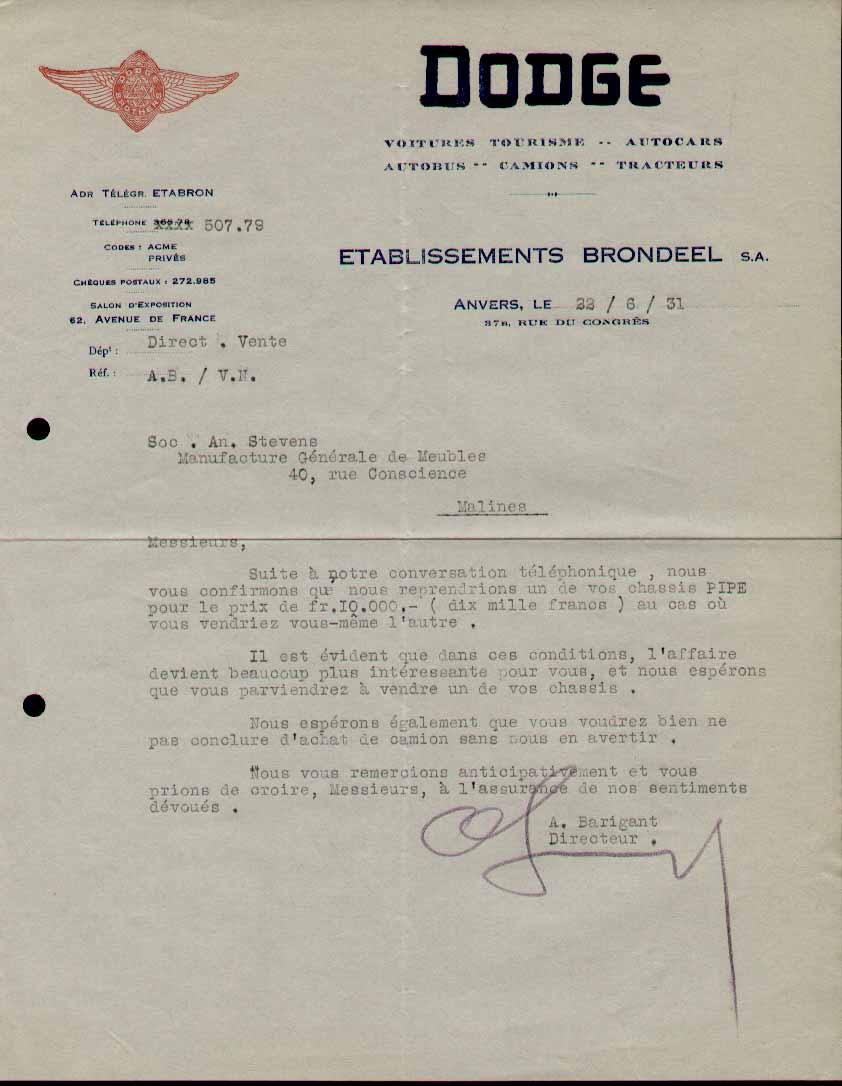 DODGE BROTHERS
DODGE
VOITURES TOURISME -- AUTOCARS
AUTOBUS -- CAMIONS -- TRACTEURS
ADR TÉLÉGR. ETABRON
TÉLÉPHONE 507.79
CODES : ACME
PRIVÉS
CHÈQUES POSTAUX : 272.985
SALON D'EXPOSITION
62, AVENUE DE FRANCE
ETABLISSEMENTS BRONDEEL S.A.
ANVERS, LE 22 / 6 / 31
37B, RUE DU CONGRÈS
Dépt : Direct . Vente
Réf. : A.B. / V.N.
Soc . An. Stevens
Manufacture Générale de Meubles
40, rue Conscience
Malines
Messieurs,
Suite à notre conversation téléphonique , nous
vous confirmons que nous reprendrions un de vos chassis PIPE
pour le prix de fr.10.000.- ( dix mille francs ) au cas où
vous vendriez vous-même l'autre .
Il est évident que dans ces conditions, l'affaire
devient beaucoup plus intéressante pour vous, et nous espérons
que vous parviendrez à vendre un de vos chassis .
Nous espérons également que vous voudrez bien ne
pas conclure d'achat de camion sans nous en avertir .
Nous vous remercions anticipativement et vous
prions de croire, Messieurs, à l'assurance de nos sentiments
dévoués .
A. Barigant
Directeur .